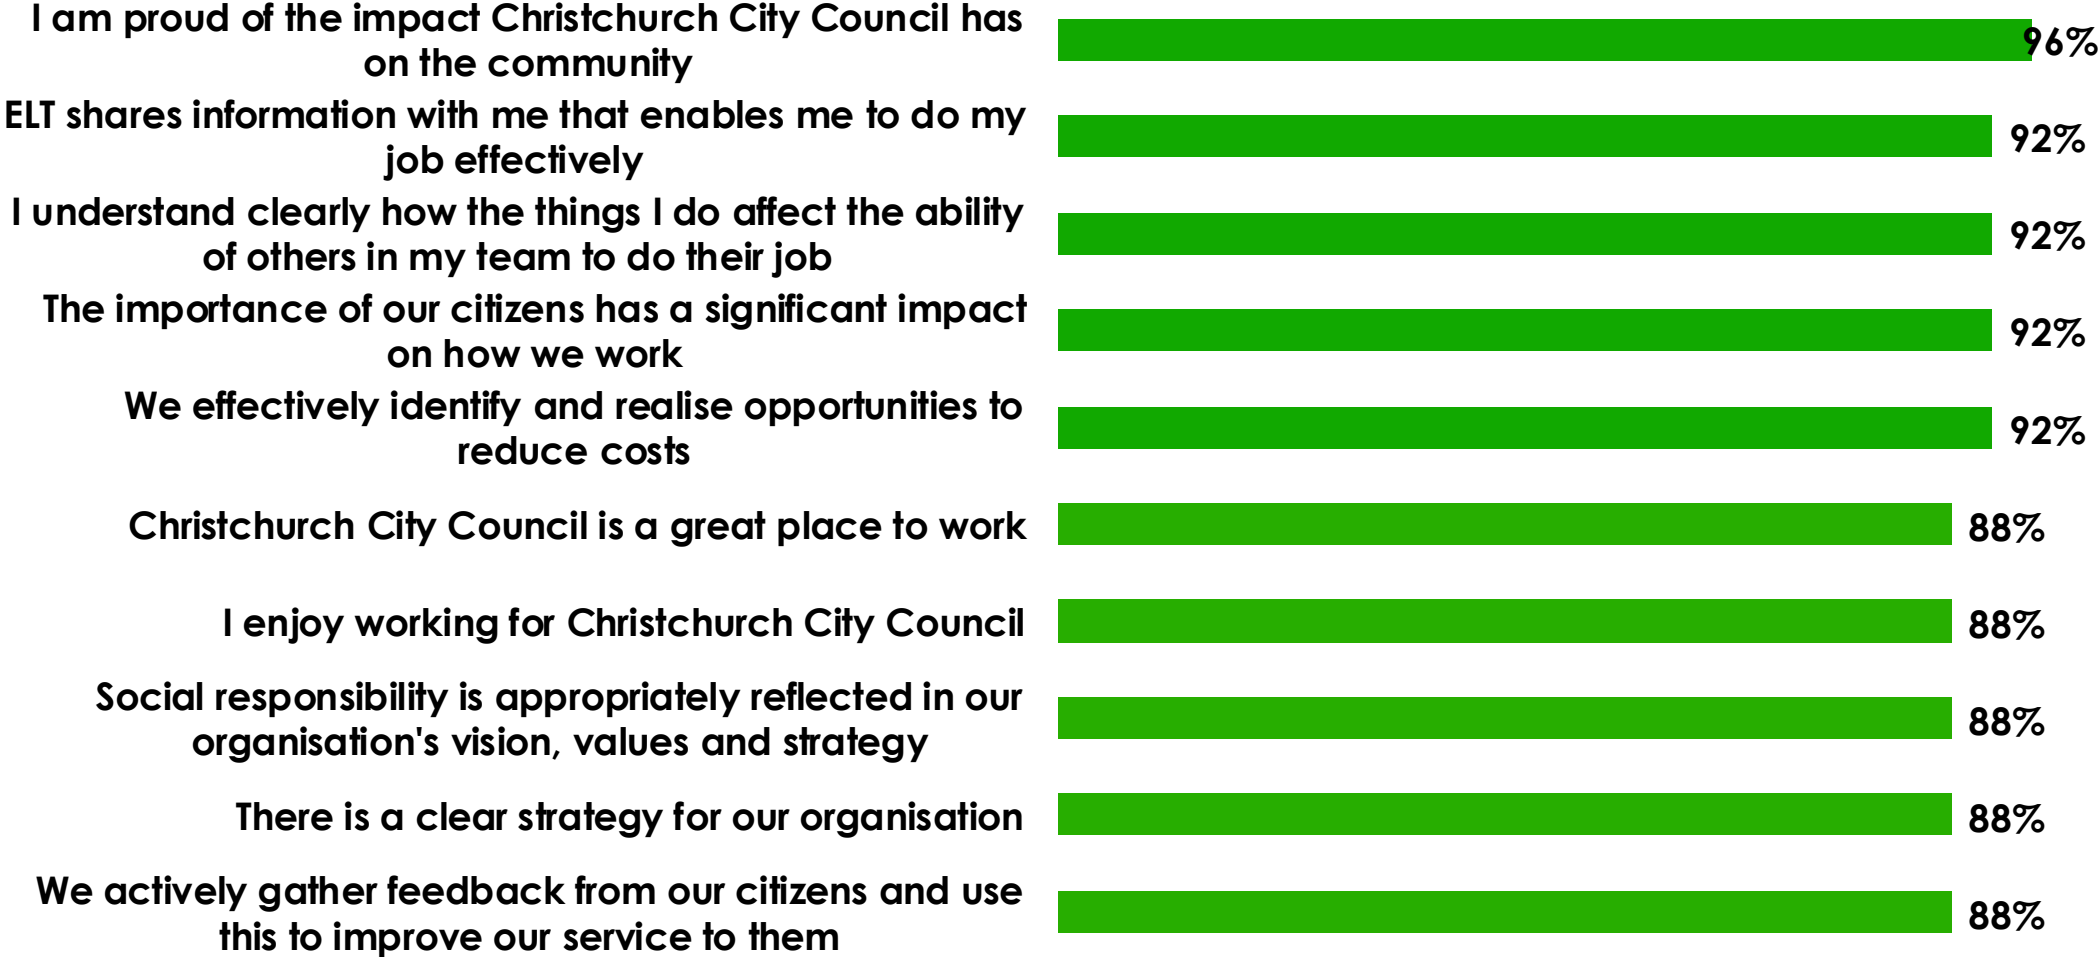 I am proud of the impact Christchurch City Council has
on the community
96%
ELT shares information with me that enables me to do my
job effectively
92%
I understand clearly how the things I do affect the ability
of others in my team to do their job
92%
The importance of our citizens has a significant impact
on how we work
92%
We effectively identify and realise opportunities to
reduce costs
92%
Christchurch City Council is a great place to work
88%
I enjoy working for Christchurch City Council
88%
Social responsibility is appropriately reflected in our
organisation's vision, values and strategy
88%
There is a clear strategy for our organisation
88%
We actively gather feedback from our citizens and use
this to improve our service to them
88%